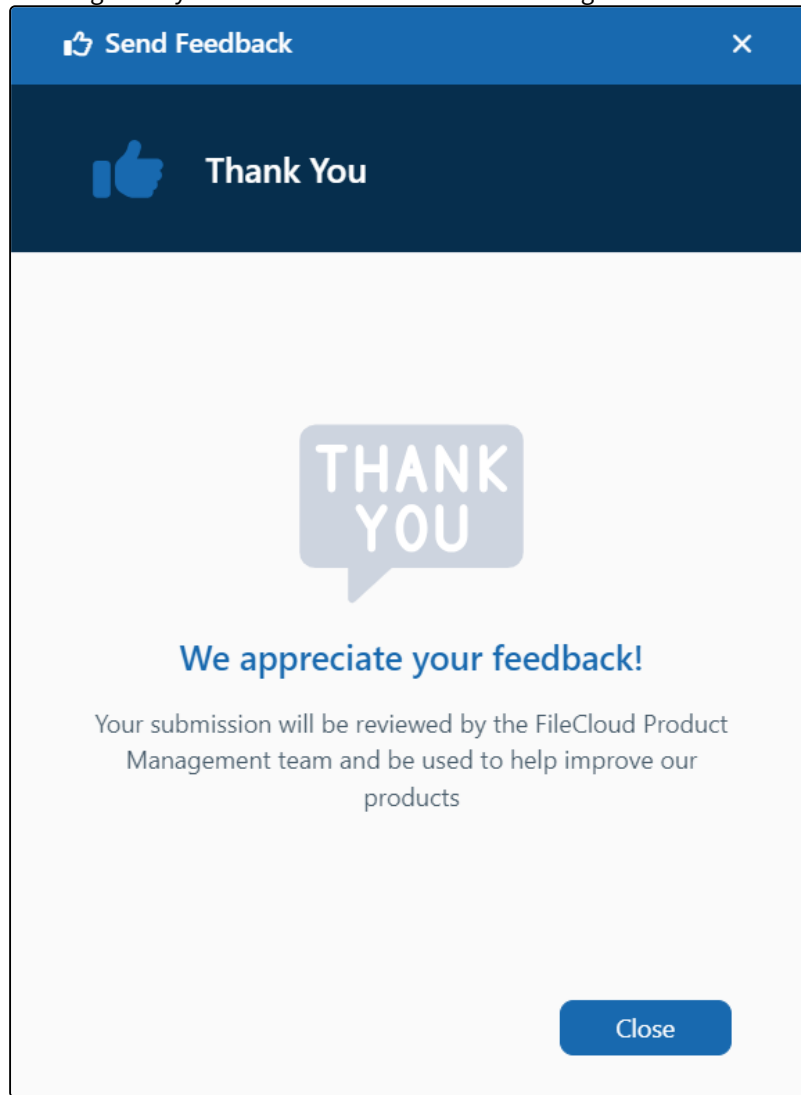 Send Feedback
Thank You
THANK
YOU
We appreciate your feedback!
Your submission will be reviewed by the FileCloud Product
Management team and be used to help improve our
products
Close